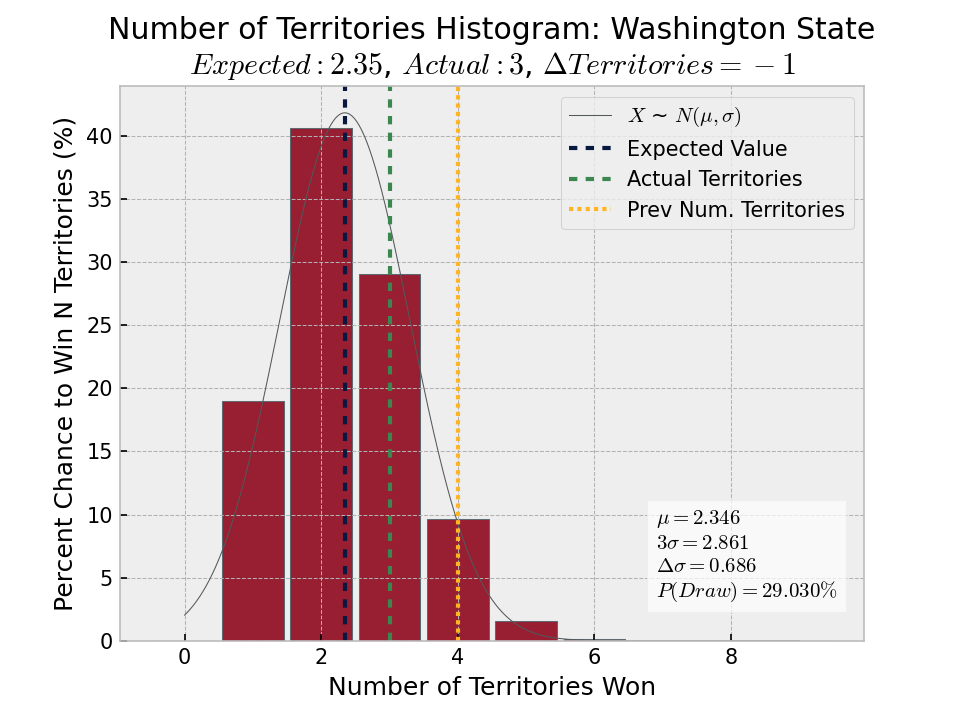 Number of Territories Histogram: Washington State
Expected : 2.35, Actual : 3, ΔTerritories = −1
Percent Chance to Win N Territories (%)
40
35
30
25
20
15
10
5
0
X ~ N(μ, σ)
Expected Value
Actual Territories
Prev Num. Territories
μ = 2.346
3σ = 2.861
Δσ = 0.686
P(Draw) = 29.030%
0 2 4 6 8
Number of Territories Won